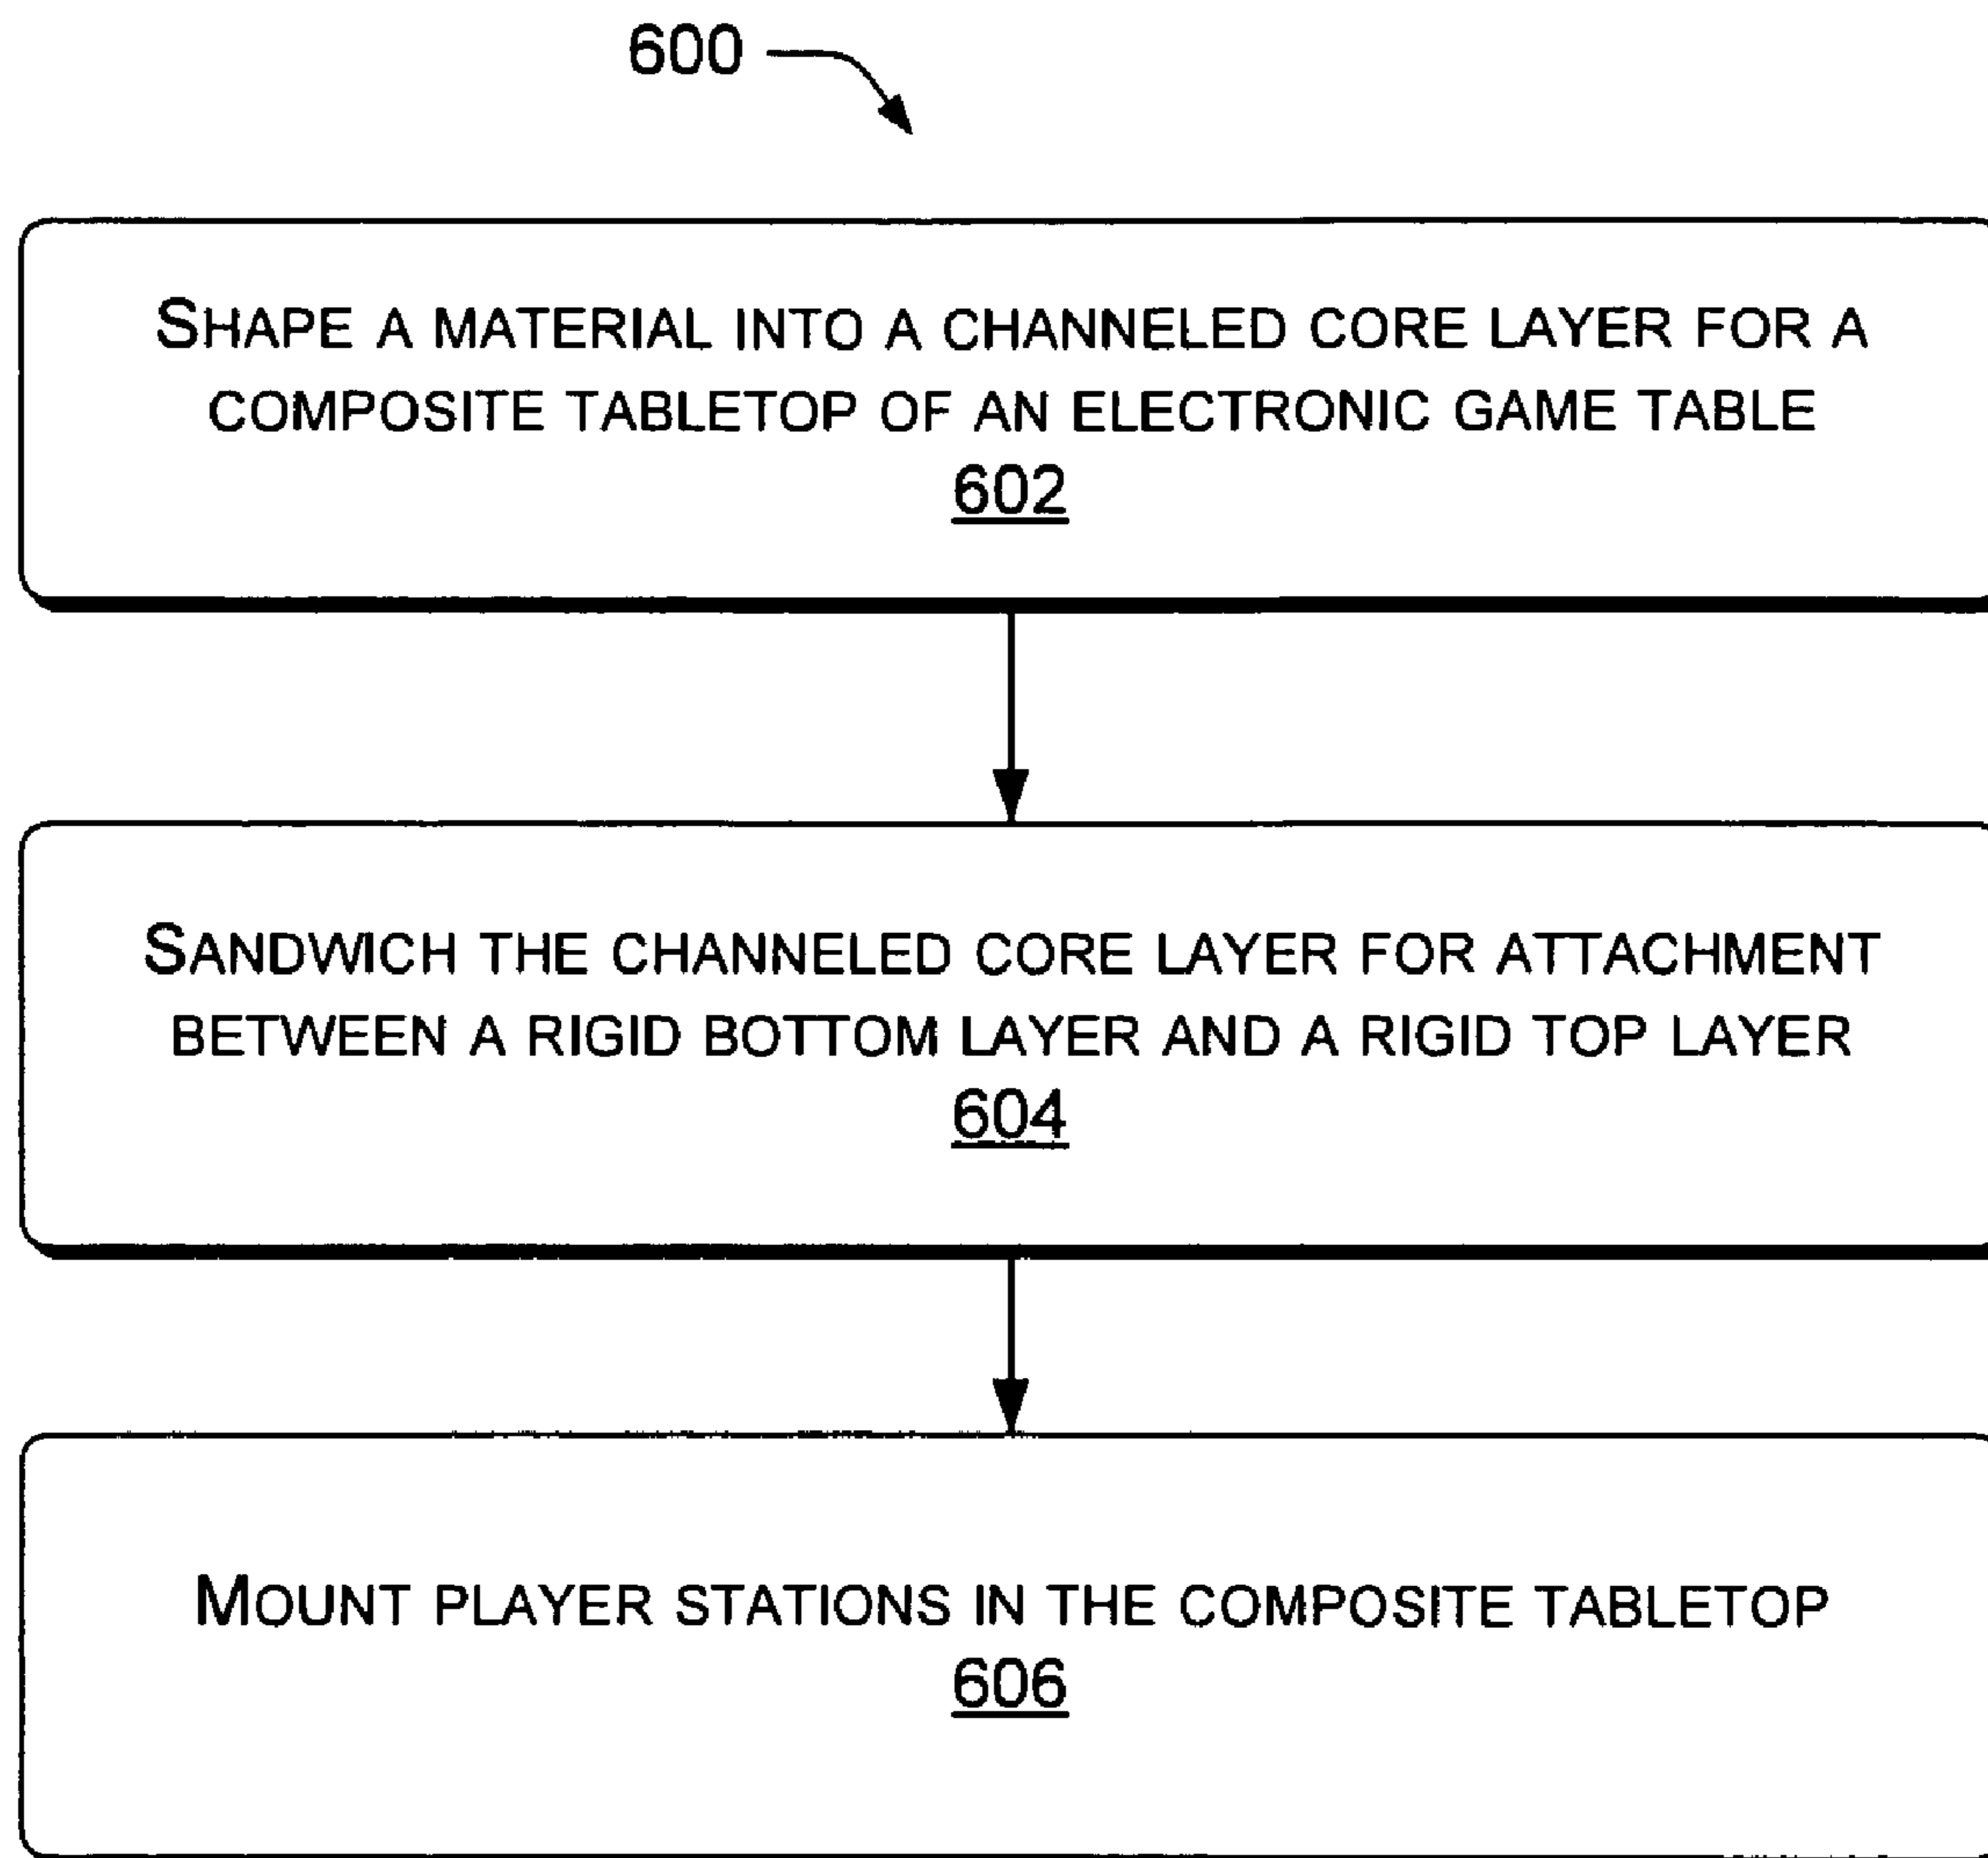 600
SHAPE A MATERIAL INTO A CHANNELED CORE LAYER FOR A
COMPOSITE TABLETOP OF AN ELECTRONIC GAME TABLE
602
SANDWICH THE CHANNELED CORE LAYER FOR ATTACHMENT
BETWEEN A RIGID BOTTOM LAYER AND A RIGID TOP LAYER
604
MOUNT PLAYER STATIONS IN THE COMPOSITE TABLETOP
606